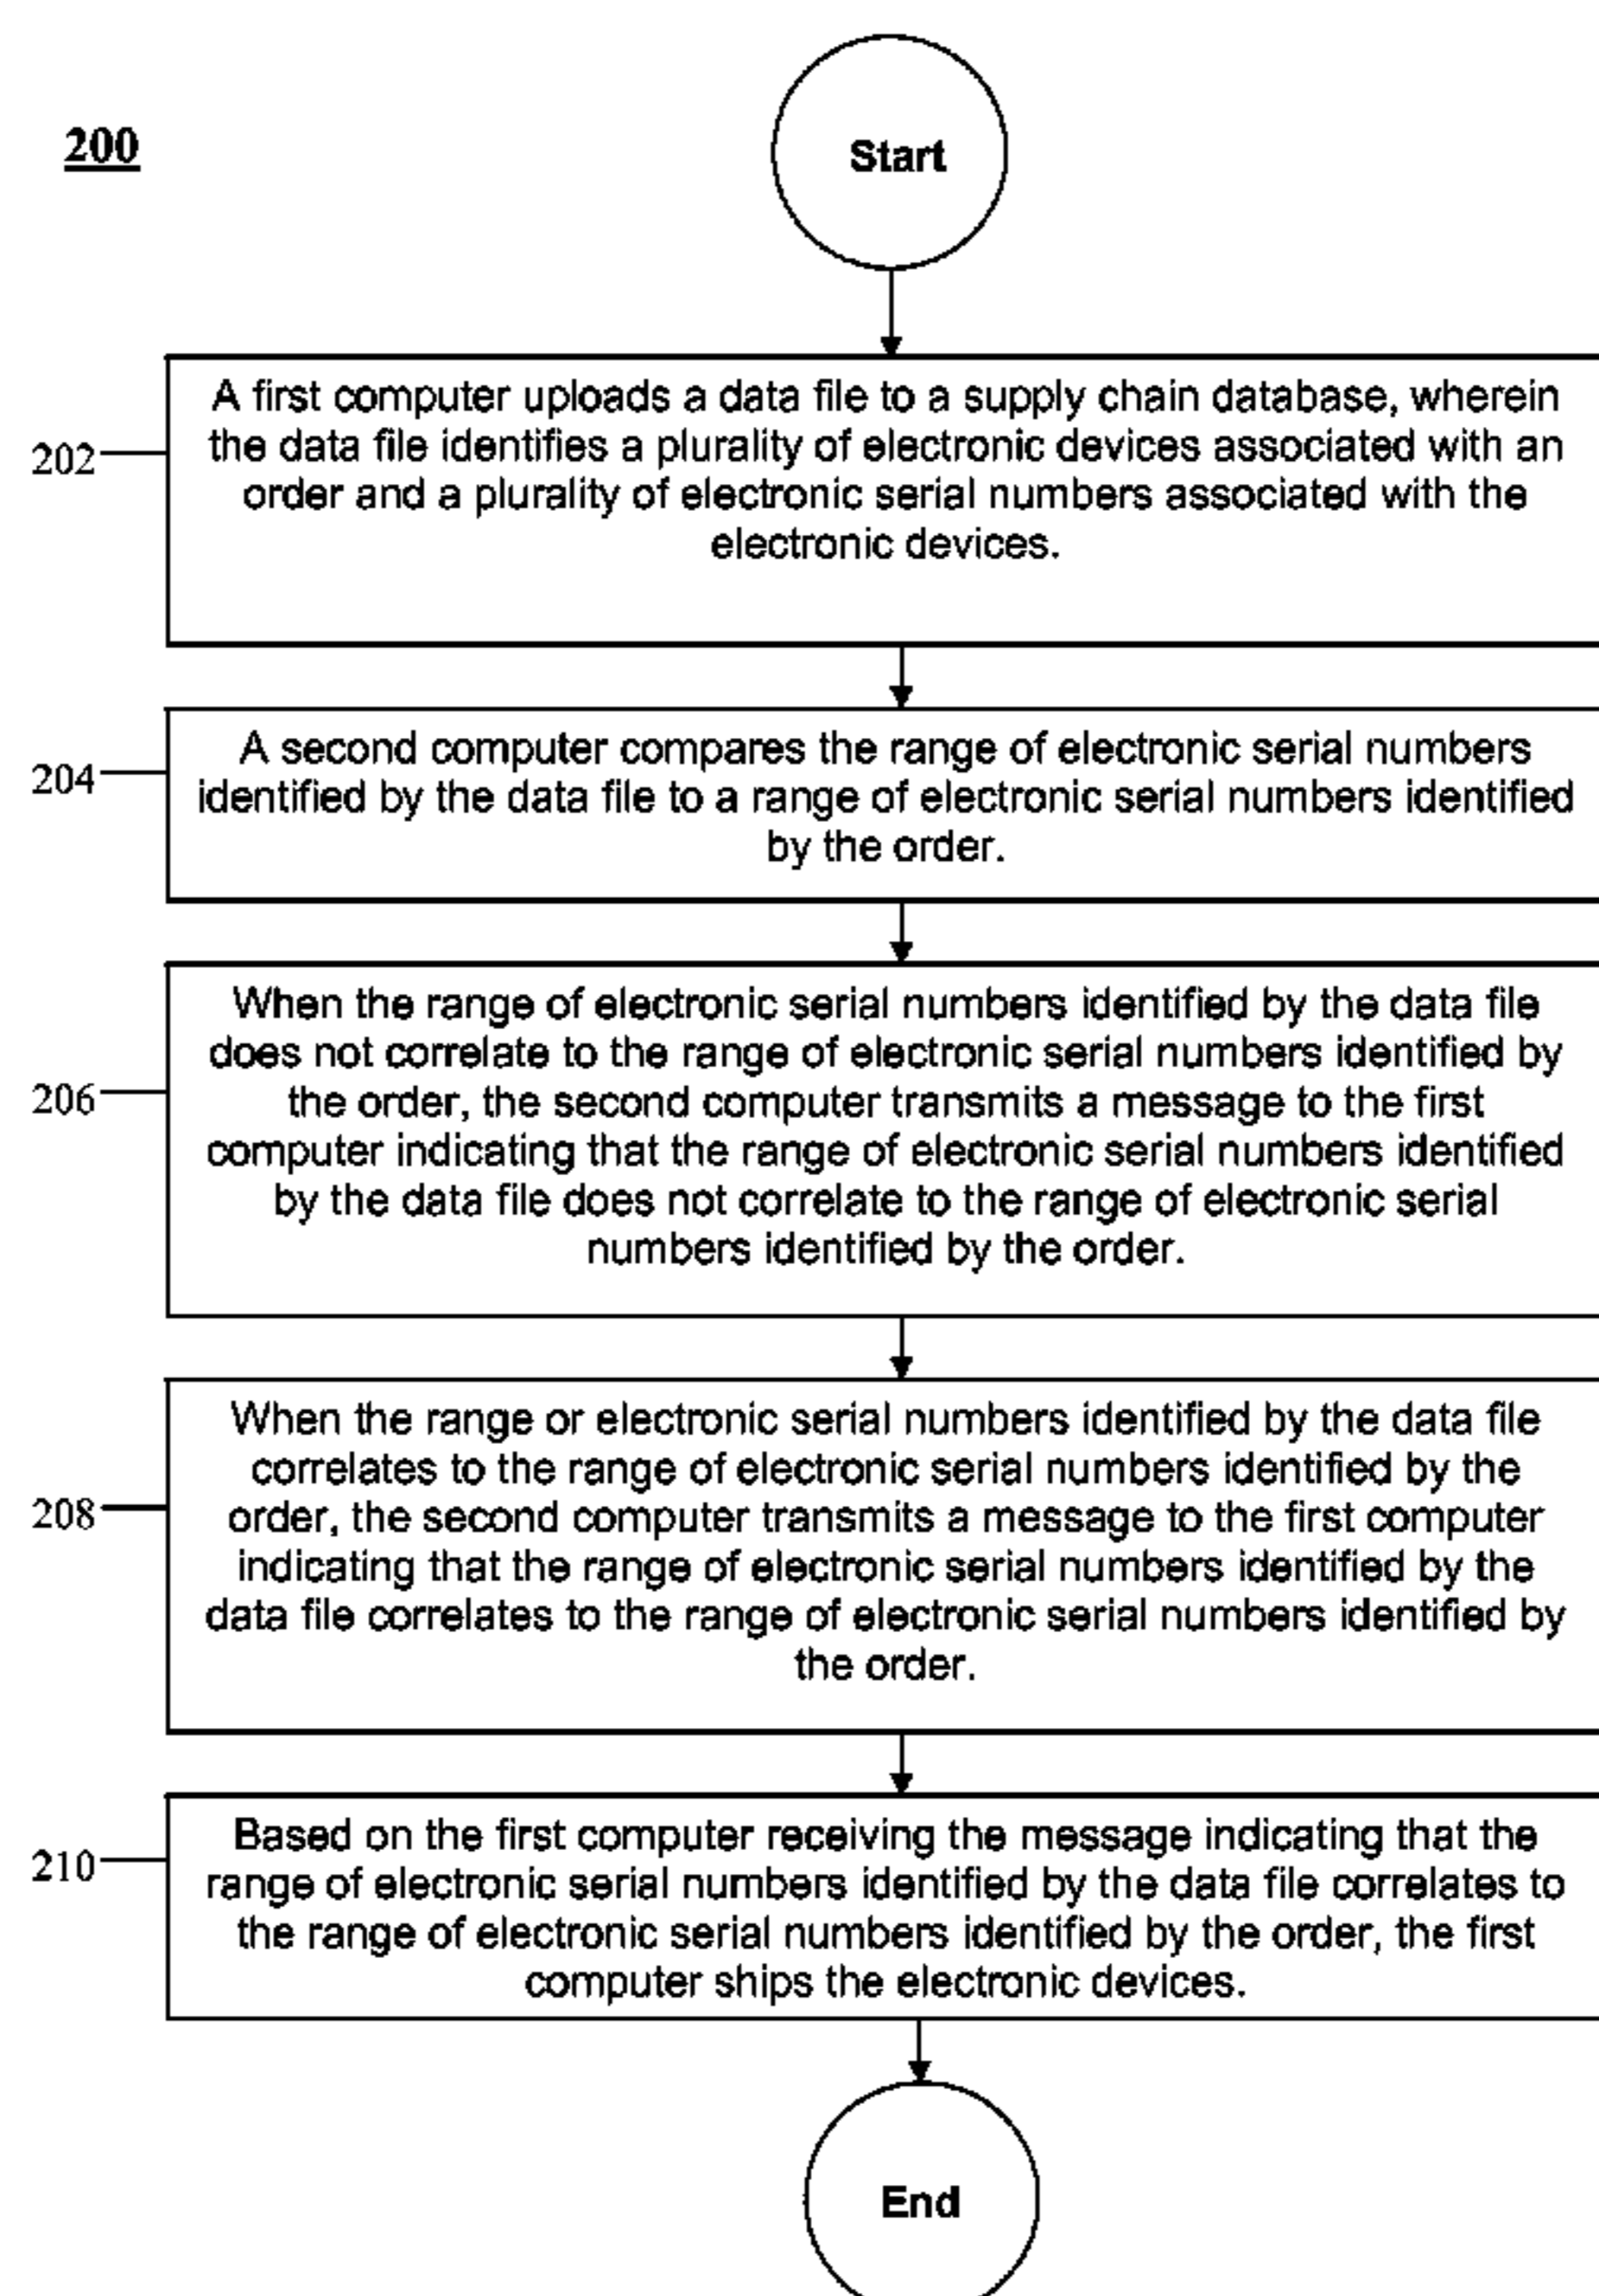 200
Start
202
A first computer uploads a data file to a supply chain database, wherein
the data file identifies a plurality of electronic devices associated with an
order and a plurality of electronic serial numbers associated with the
electronic devices.
204
A second computer compares the range of electronic serial numbers
identified by the data file to a range of electronic serial numbers identified
by the order.
206
When the range of electronic serial numbers identified by the data file
does not correlate to the range of electronic serial numbers identified by
the order, the second computer transmits a message to the first
computer indicating that the range of electronic serial numbers identified
by the data file does not correlate to the range of electronic serial
numbers identified by the order.
208
When the range or electronic serial numbers identified by the data file
correlates to the range of electronic serial numbers identified by the
order, the second computer transmits a message to the first computer
indicating that the range of electronic serial numbers identified by the
data file correlates to the range of electronic serial numbers identified by
the order.
210
Based on the first computer receiving the message indicating that the
range of electronic serial numbers identified by the data file correlates to
the range of electronic serial numbers identified by the order, the first
computer ships the electronic devices.
End